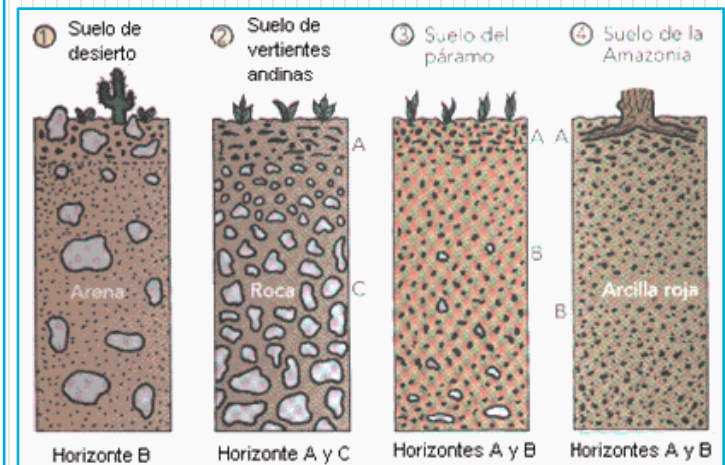 ① Suelo de
desierto
② Suelo de
vertientes
andinas
③ Suelo del
páramo
④ Suelo de la
Amazonia
Arena
A
Roca
C
A
B
A
Arcilla roja
B
Horizonte B
Horizonte A y C
Horizontes A y B
Horizontes A y B